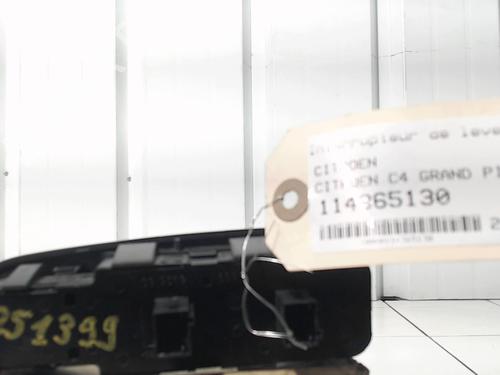 Interrupteur de leve
CITROEN
CITROEN C4 GRAND PI
114365130
251399